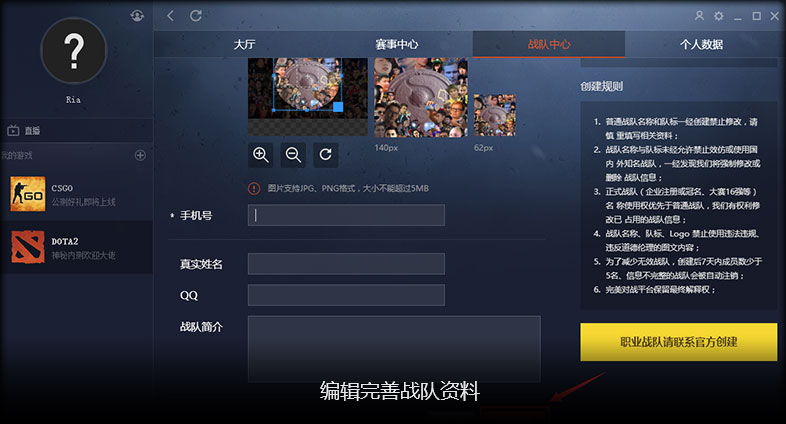 ?
Ria
直播
我的游戏
CSGO
公测好礼即将上线
DOTA2
神秘内测欢迎大佬
大厅
赛事中心
战队中心
个人数据
140px
62px
图片支持JPG、PNG格式，大小不能超过5MB
* 手机号
真实姓名
QQ
战队简介
创建规则
1. 普通战队名称和队标一经创建禁止修改，请
慎 重填写相关资料；
2. 战队名称与队标未经允许禁止效仿或使用国
内 外知名战队，一经发现我们将强制修改或
删除 战队信息；
3. 正式战队（企业注册或冠名、大赛16强等）
名 称使用权优先于普通战队，我们有权利修
改已 占用的战队信息；
4. 战队名称、队标、Logo 禁止使用违法违规、
违反道德伦理的图文内容；
5. 为了减少无效战队，创建后7天内成员数少于
5名、信息不完整的战队会被自动注销；
6. 完美对战平台保留最终解释权；
职业战队请联系官方创建
编辑完善战队资料